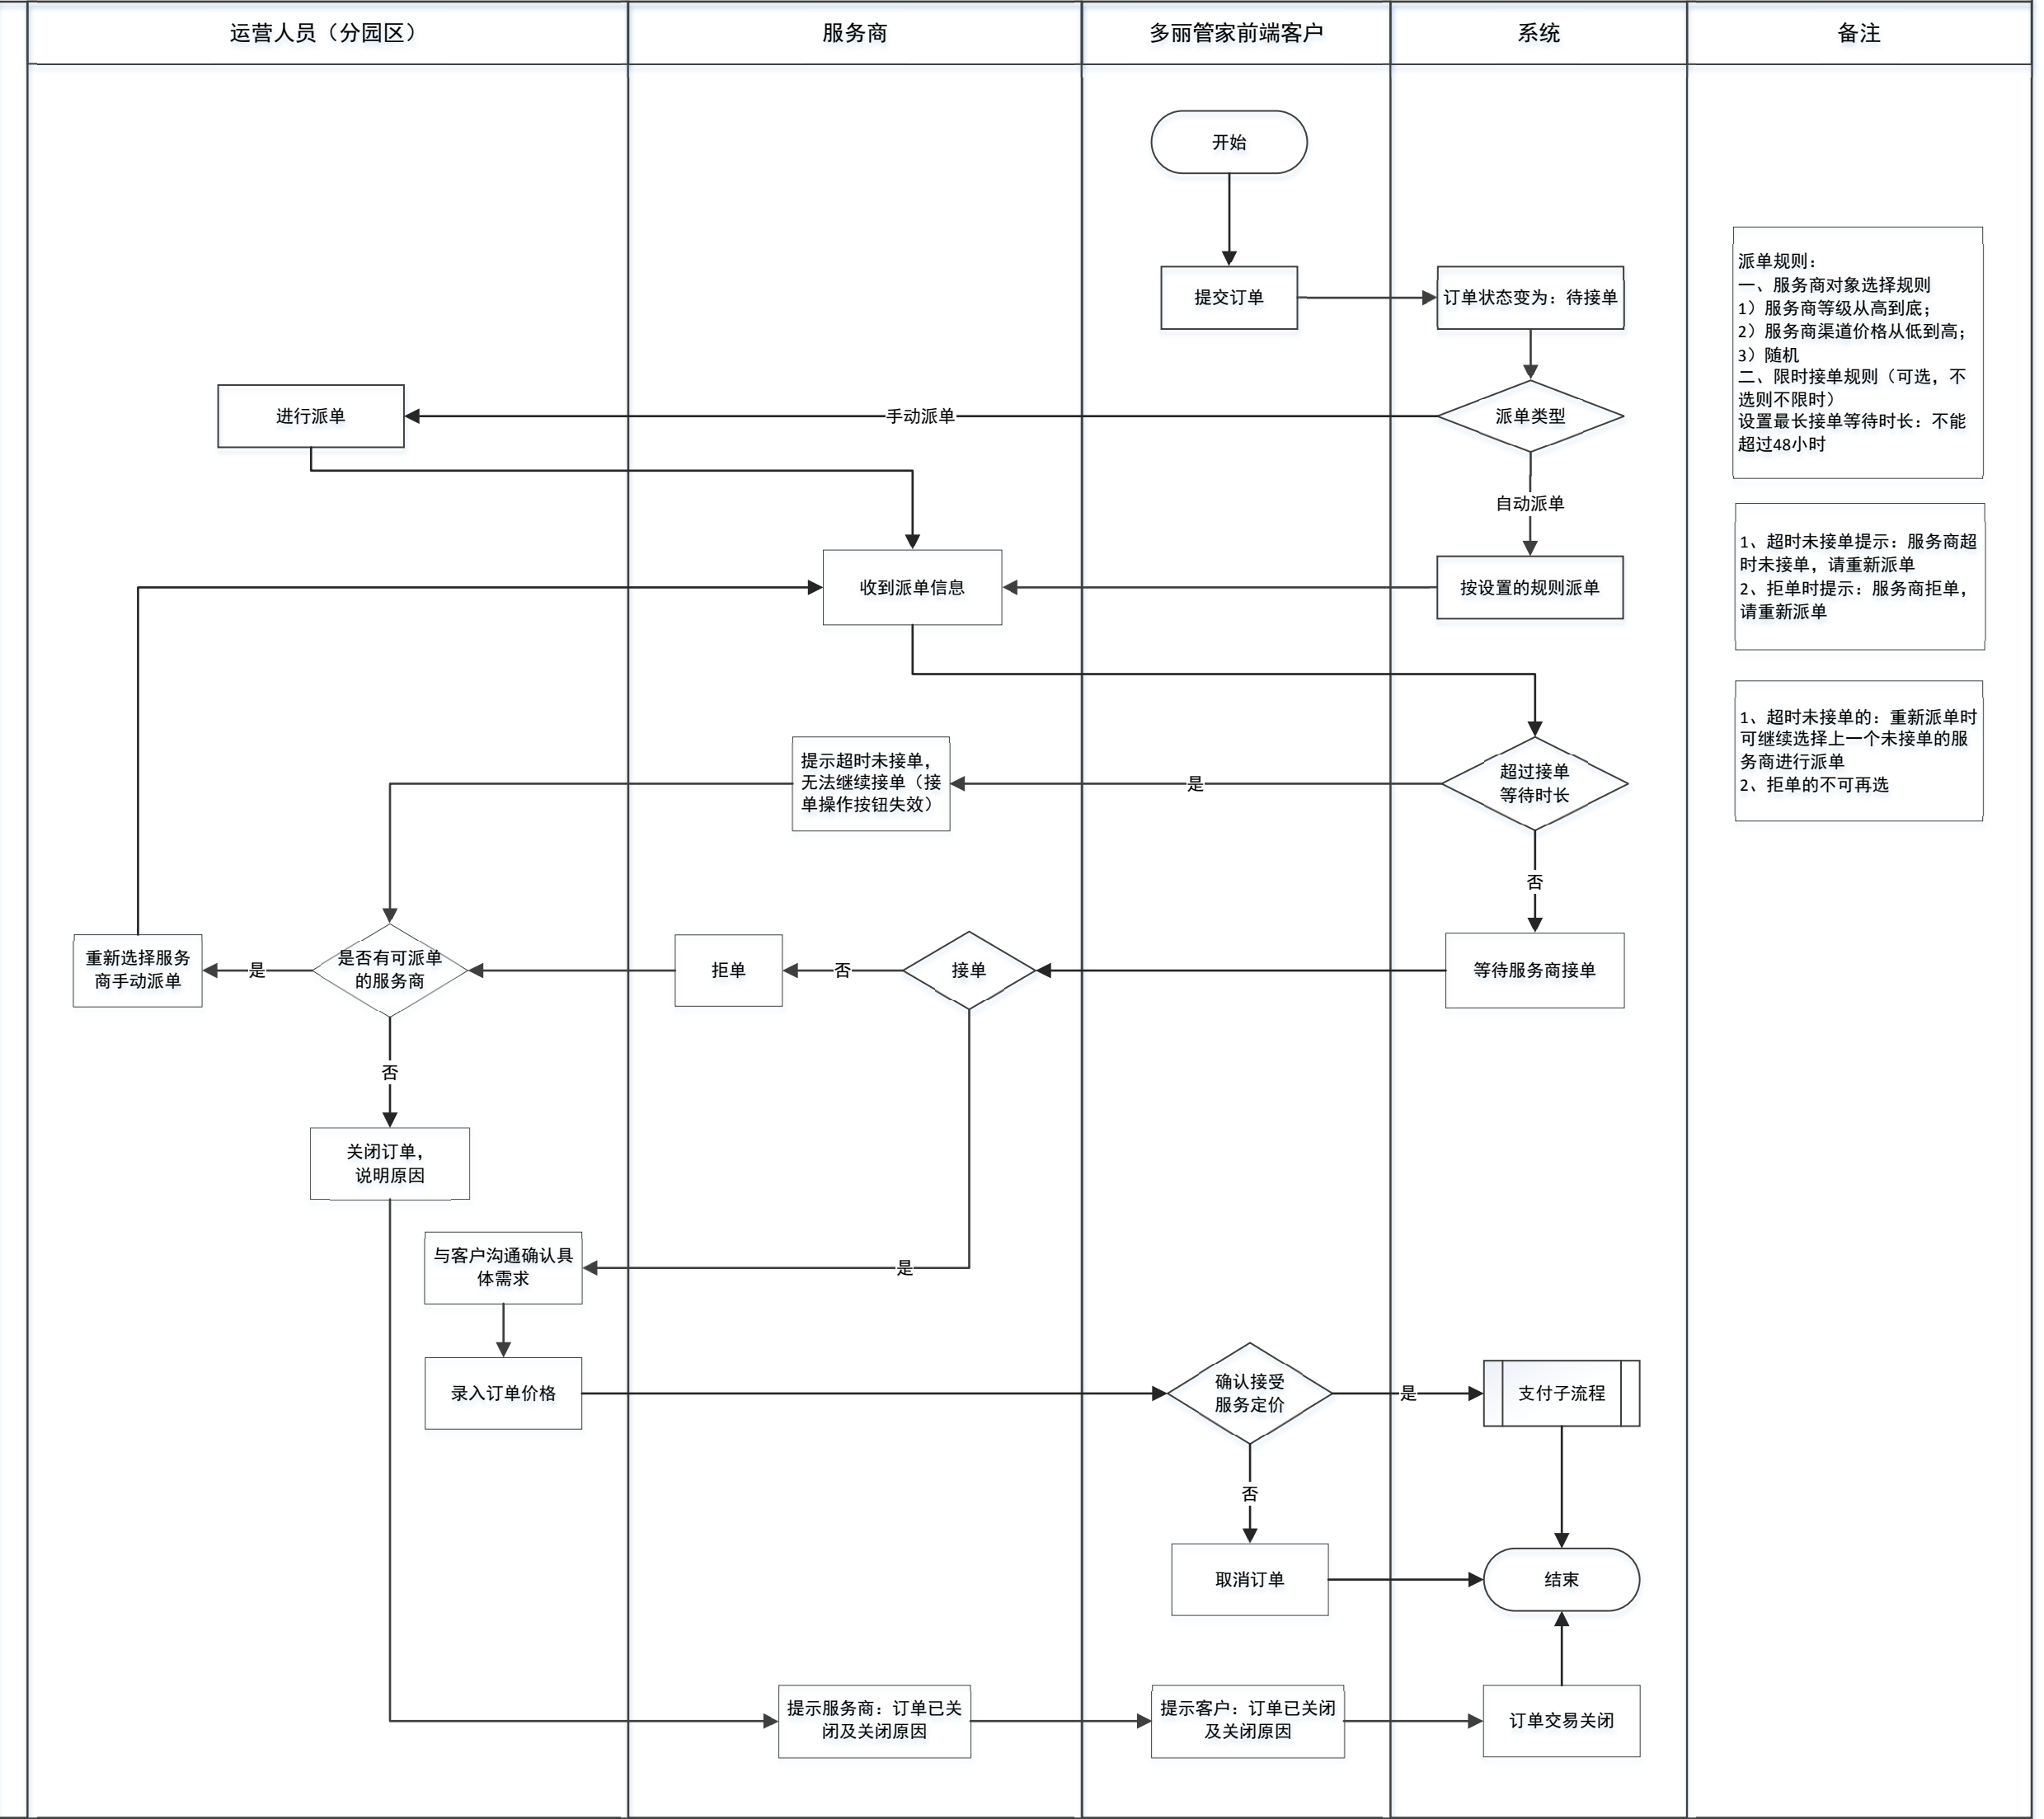 运营人员（分园区）
服务商
多丽管家前端客户
系统
备注
开始
提交订单
订单状态变为：待接单
派单规则：
一、服务商对象选择规则
1）服务商等级从高到底；
2）服务商渠道价格从低到高；
3）随机
二、限时接单规则（可选，不
选则不限时）
设置最长接单等待时长：不能
超过48小时
进行派单
手动派单
派单类型
自动派单
收到派单信息
按设置的规则派单
1、超时未接单提示：服务商超
时未接单，请重新派单
2、拒单时提示：服务商拒单，
请重新派单
提示超时未接单，
无法继续接单（接
单操作按钮失效）
是
超过接单
等待时长
1、超时未接单的：重新派单时
可继续选择上一个未接单的服
务商进行派单
2、拒单的不可再选
否
重新选择服务
商手动派单
是
是否有可派单
的服务商
拒单
否
接单
等待服务商接单
否
关闭订单，
说明原因
与客户沟通确认具
体需求
是
录入订单价格
确认接受
服务定价
是
支付子流程
否
取消订单
结束
提示服务商：订单已关
闭及关闭原因
提示客户：订单已关闭
及关闭原因
订单交易关闭